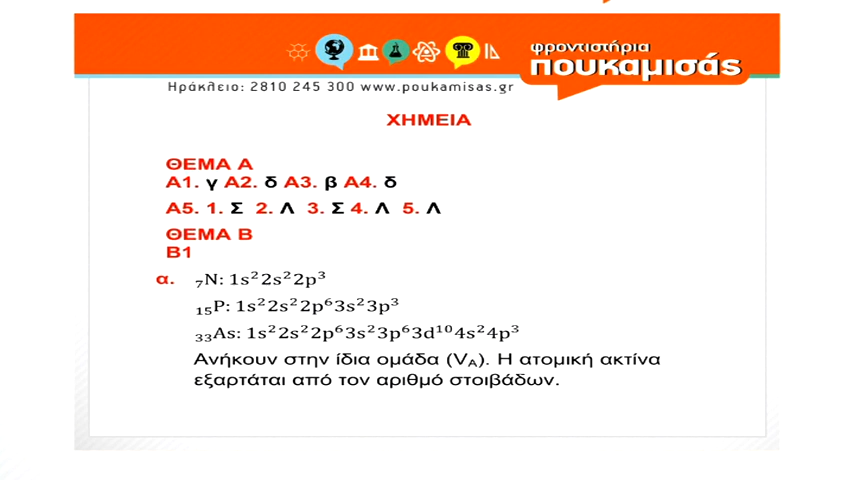 φροντιστήρια
πουκαμισάς
Ηράκλειο: 2810 245 300 www.poukamisas.gr
ΧΗΜΕΙΑ
ΘΕΜΑ Α
Α1. γ Α2. δ Α3. β Α4. δ
Α5. 1. Σ 2. Λ 3. Σ 4. Λ 5. Λ
ΘΕΜΑ Β
Β1
α. ₇N: 1s²2s²2p³
₁₅P: 1s²2s²2p⁶3s²3p³
₃₃As: 1s²2s²2p⁶3s²3p⁶3d¹⁰4s²4p³
Ανήκουν στην ίδια ομάδα (V_A). Η ατομική ακτίνα
εξαρτάται από τον αριθμό στοιβάδων.